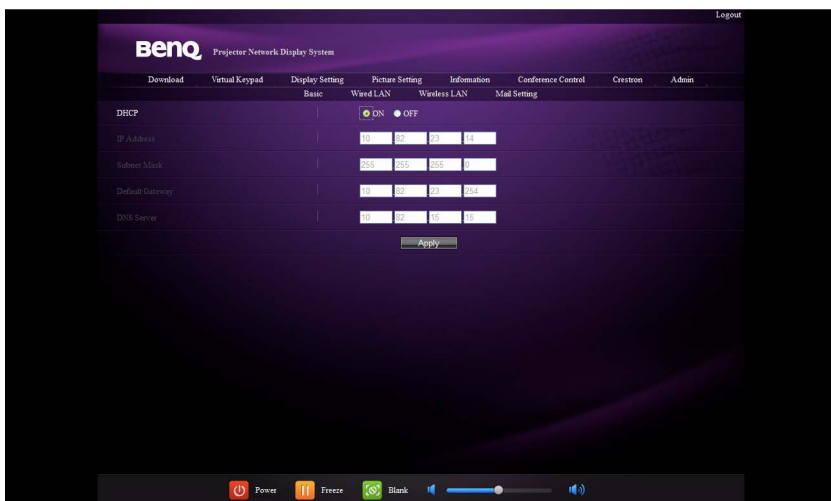 Logout
BenQ Projector Network Display System
Download Virtual Keypad Display Setting Picture Setting Information Conference Control Crestron Admin
Basic Wired LAN Wireless LAN Mail Setting
DHCP ON OFF
IP Address 10 .82 .23 .14
Subnet Mask 255 .255 .255 .0
Default Gateway 10 .82 .23 .254
DNS Server 10 .82 .15 .15
Apply
Power Freeze Blank